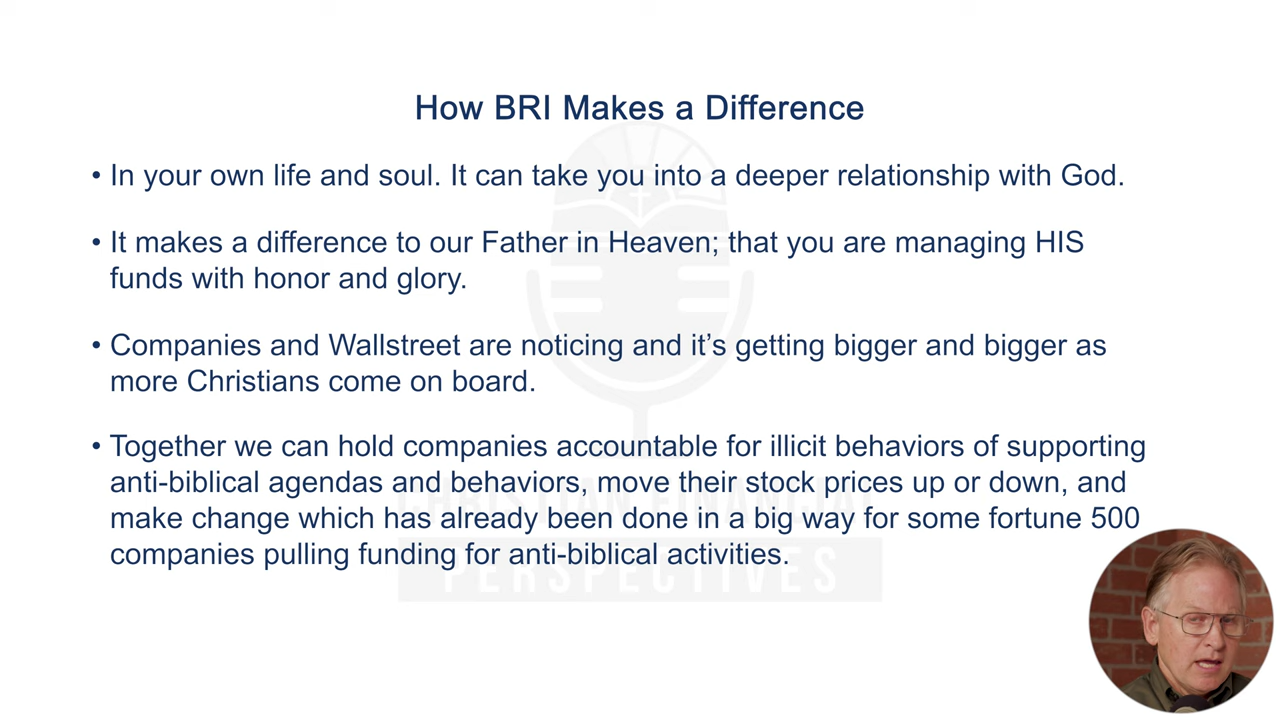 How BRI Makes a Difference
• In your own life and soul. It can take you into a deeper relationship with God.
• It makes a difference to our Father in Heaven; that you are managing HIS
funds with honor and glory.
• Companies and Wallstreet are noticing and it’s getting bigger and bigger as
more Christians come on board.
• Together we can hold companies accountable for illicit behaviors of supporting
anti-biblical agendas and behaviors, move their stock prices up or down, and
make change which has already been done in a big way for some fortune 500
companies pulling funding for anti-biblical activities.
CHRISTIAN FINANCIAL
PERSPECTIVES